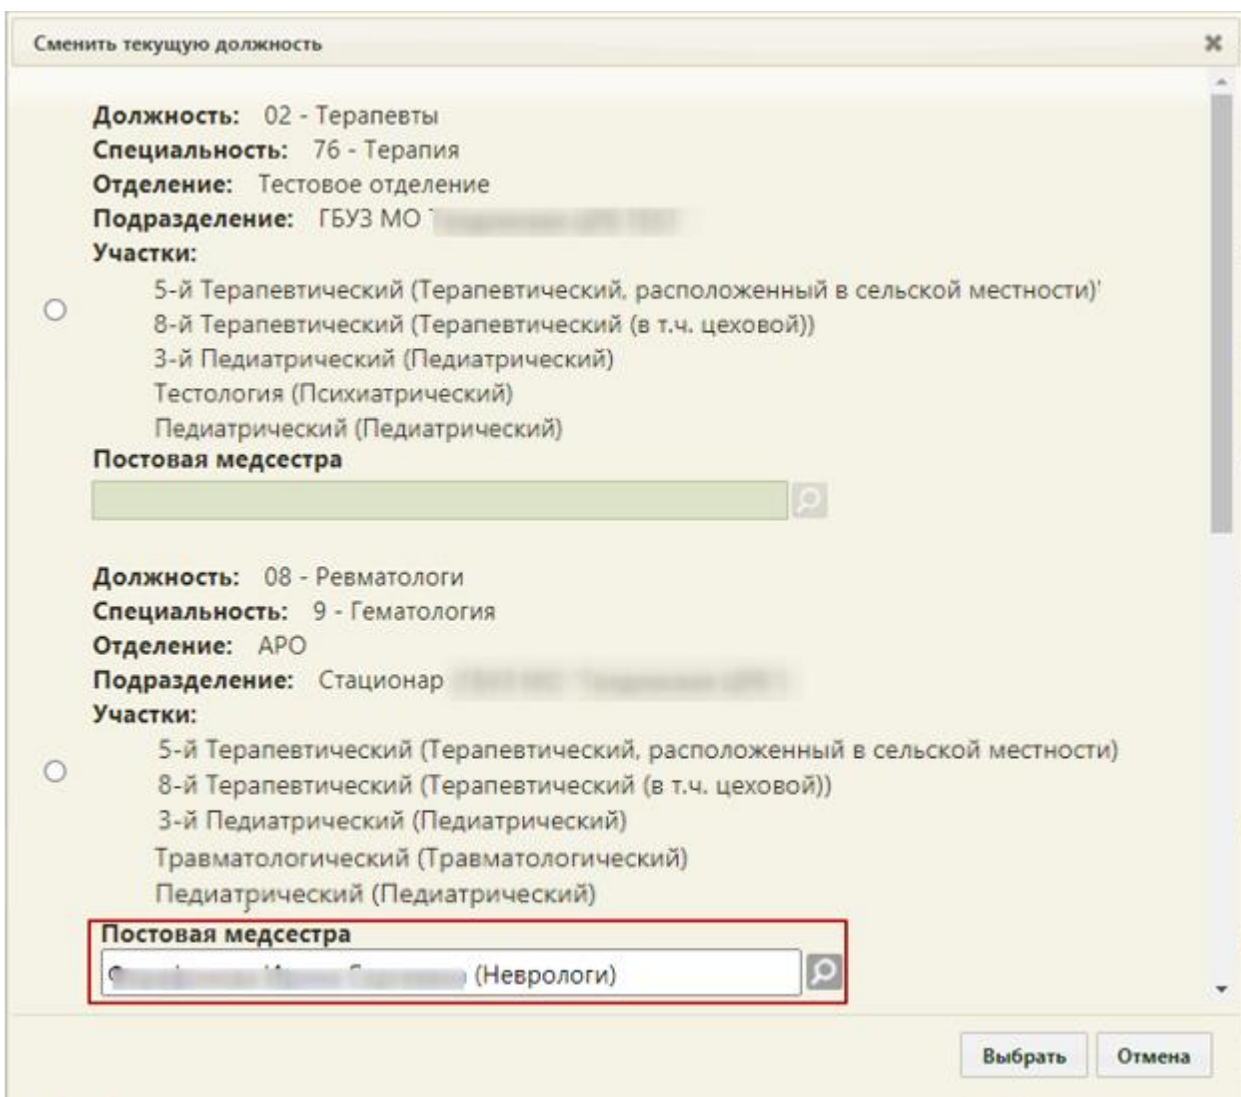 Сменить текущую должность
Должность: 02 - Терапевты
Специальность: 76 - Терапия
Отделение: Тестовое отделение
Подразделение: ГБУЗ МО
Участки:
5-й Терапевтический (Терапевтический, расположенный в сельской местности)'
8-й Терапевтический (Терапевтический (в т.ч. цеховой))
3-й Педиатрический (Педиатрический)
Тестология (Психиатрический)
Педиатрический (Педиатрический)
Постовая медсестра
Должность: 08 - Ревматологи
Специальность: 9 - Гематология
Отделение: АРО
Подразделение: Стационар
Участки:
5-й Терапевтический (Терапевтический, расположенный в сельской местности)
8-й Терапевтический (Терапевтический (в т.ч. цеховой))
3-й Педиатрический (Педиатрический)
Травматологический (Травматологический)
Педиатрический (Педиатрический)
Постовая медсестра
(Неврологи)
Выбрать Отмена